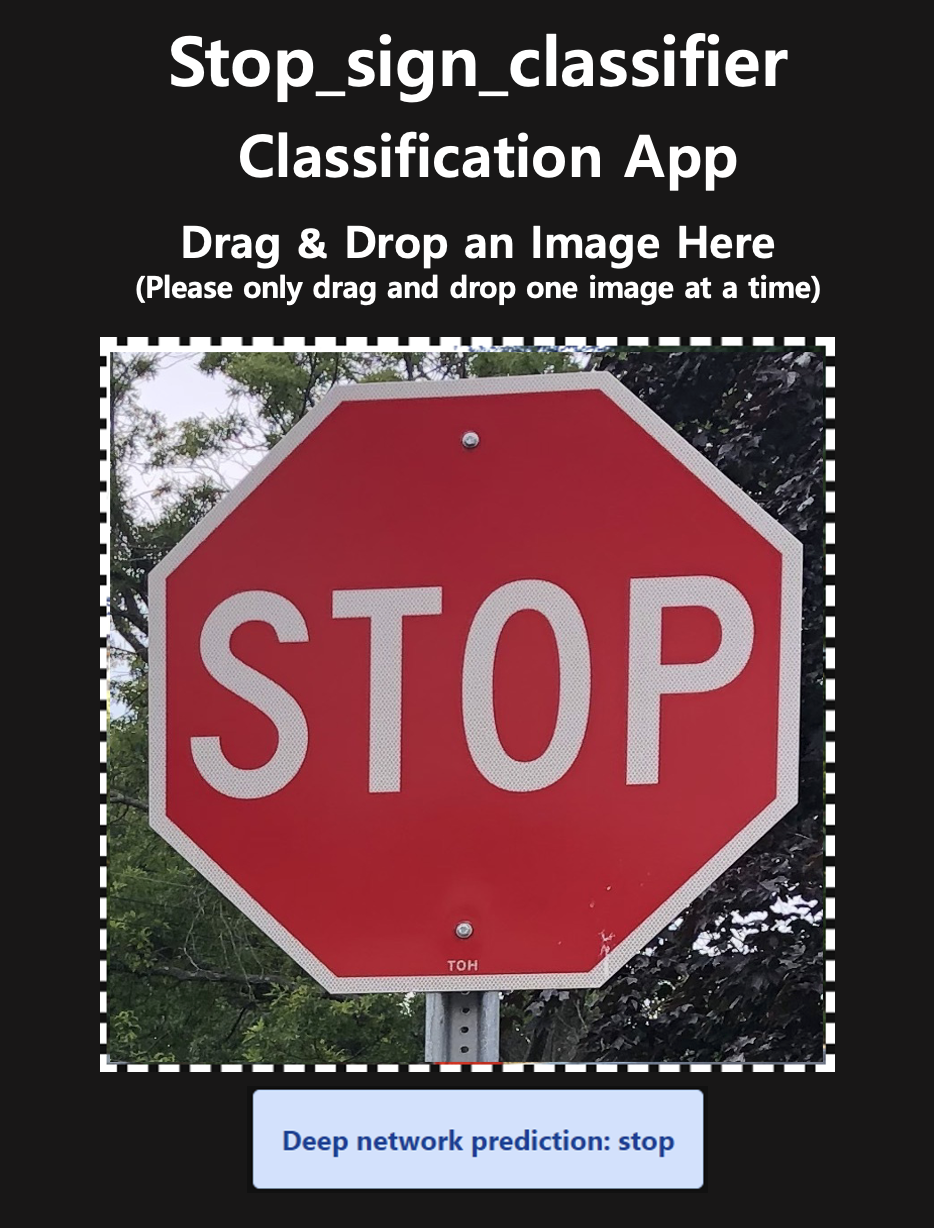 Stop_sign_classifier
Classification App
Drag & Drop an Image Here
(Please only drag and drop one image at a time)
STOP
TOH
Deep network prediction: stop